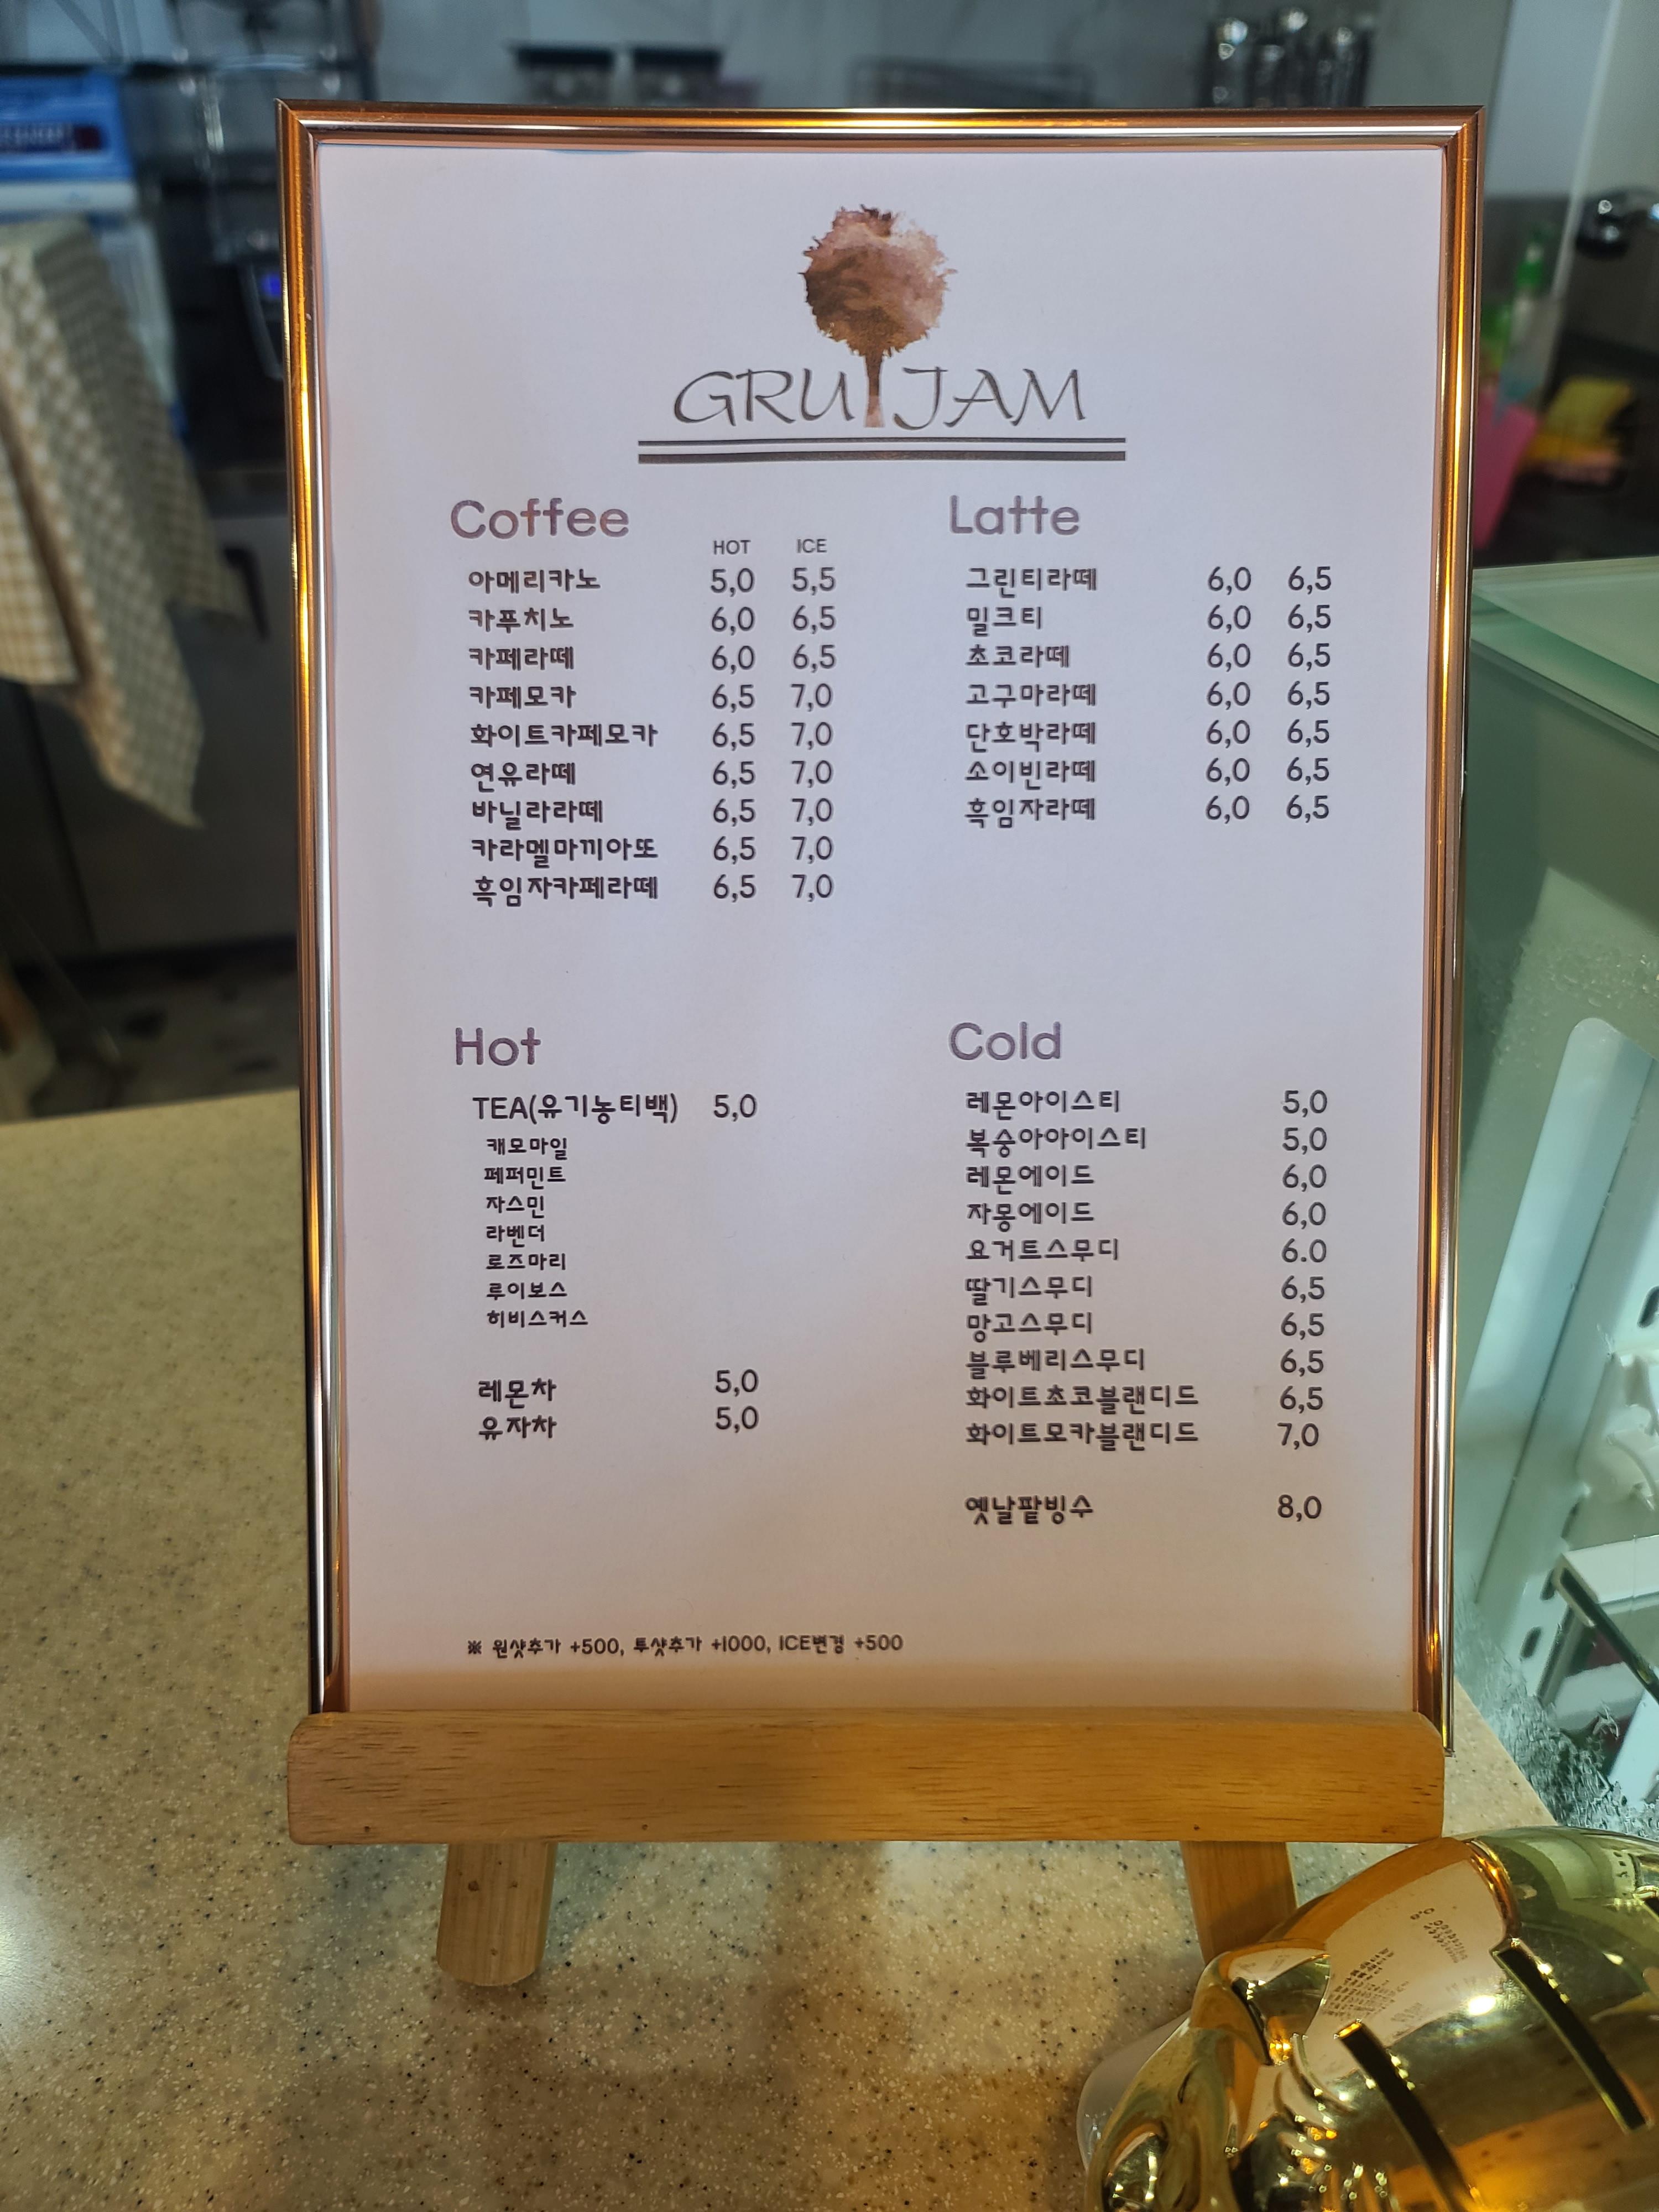 GRU JAM
Coffee
HOT ICE
아메리카노 5,0 5,5
카푸치노 6,0 6,5
카페라떼 6,0 6,5
카페모카 6,5 7,0
화이트카페모카 6,5 7,0
연유라떼 6,5 7,0
바닐라라떼 6,5 7,0
카라멜마끼아또 6,5 7,0
흑임자카페라떼 6,5 7,0
Latte
그린티라떼 6,0 6,5
밀크티 6,0 6,5
초코라떼 6,0 6,5
고구마라떼 6,0 6,5
단호박라떼 6,0 6,5
소이빈라떼 6,0 6,5
흑임자라떼 6,0 6,5
Hot
TEA(유기농티백) 5,0
캐모마일
페퍼민트
자스민
라벤더
로즈마리
루이보스
히비스커스
레몬차 5,0
유자차 5,0
Cold
레몬아이스티 5,0
복숭아아이스티 5,0
레몬에이드 6,0
자몽에이드 6,0
요거트스무디 6.0
딸기스무디 6,5
망고스무디 6,5
블루베리스무디 6,5
화이트초코블랜디드 6,5
화이트모카블랜디드 7,0
옛날팥빙수 8,0
※ 원샷추가 +500, 투샷추가 +1000, ICE변경 +500